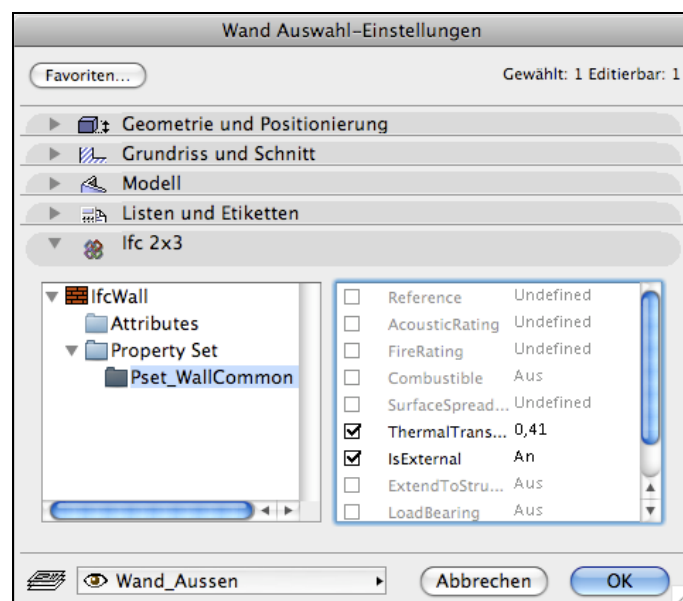 Wand Auswahl-Einstellungen
Favoriten...
Gewählt: 1 Editierbar: 1
Geometrie und Positionierung
Grundriss und Schnitt
Modell
Listen und Etiketten
Ifc 2x3
IfcWall
Attributes
Property Set
Pset_WallCommon
Reference Undefined
AcousticRating Undefined
FireRating Undefined
Combustible Aus
SurfaceSpread... Undefined
ThermalTrans... 0,41
IsExternal An
ExtendToStru... Aus
LoadBearing Aus
Wand_Aussen
Abbrechen
OK